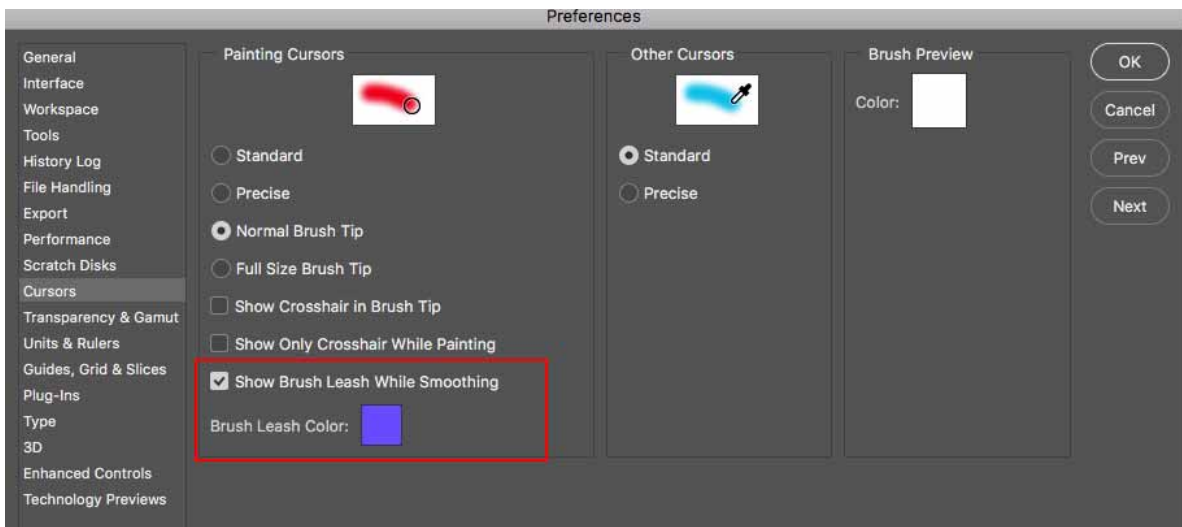 Preferences
General
Interface
Workspace
Tools
History Log
File Handling
Export
Performance
Scratch Disks
Cursors
Transparency & Gamut
Units & Rulers
Guides, Grid & Slices
Plug-Ins
Type
3D
Enhanced Controls
Technology Previews
Painting Cursors
Standard
Precise
Normal Brush Tip
Full Size Brush Tip
Show Crosshair in Brush Tip
Show Only Crosshair While Painting
Show Brush Leash While Smoothing
Brush Leash Color:
Other Cursors
Standard
Precise
Brush Preview
Color:
OK
Cancel
Prev
Next